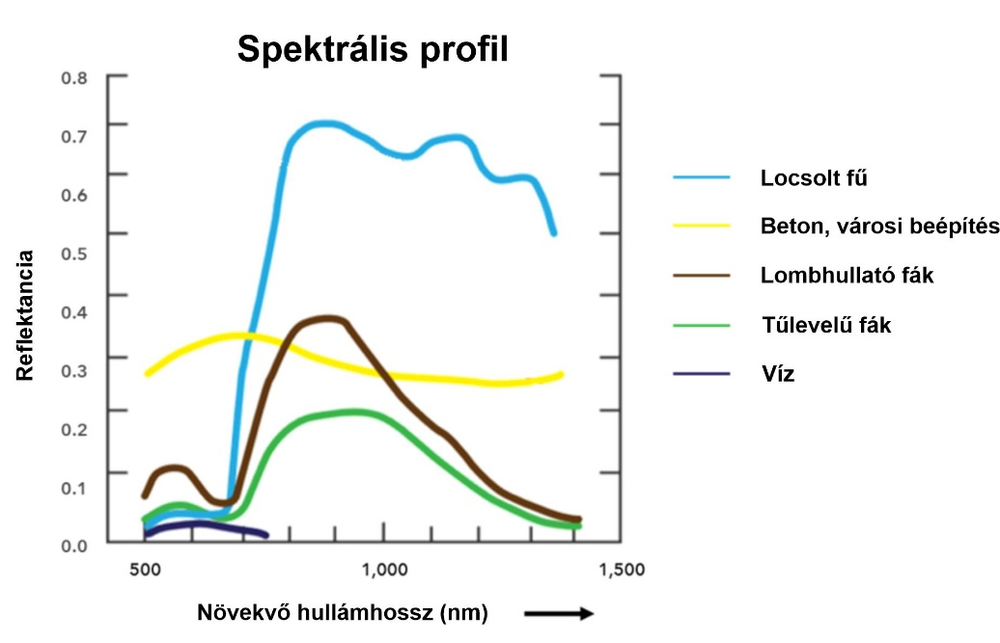 Spektrális profil
0.8
0.7
0.6
0.5
0.4
0.3
0.2
0.1
0.0
Reflektancia
500
1,000
1,500
Növekvő hullámhossz (nm)
Locsolt fű
Beton, városi beépítés
Lombhullató fák
Tűlevelű fák
Víz